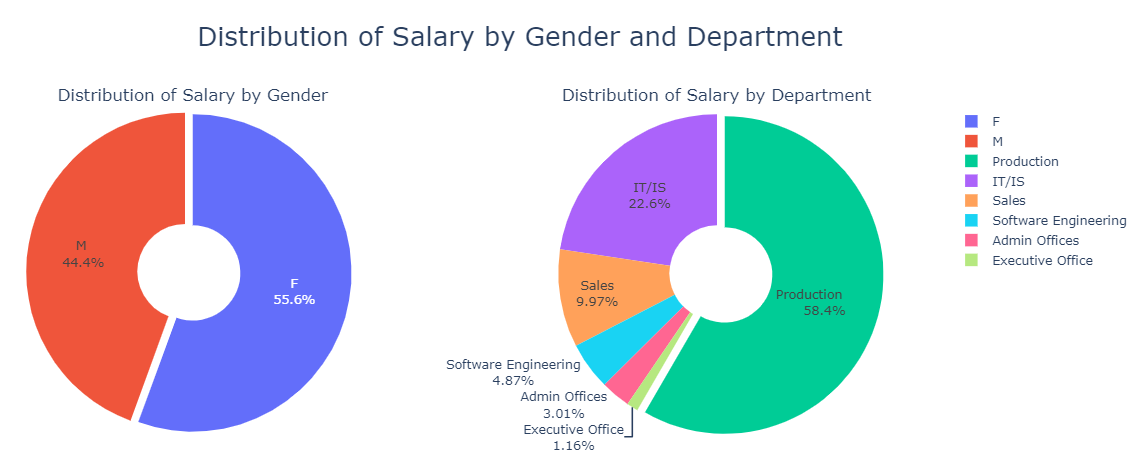 Distribution of Salary by Gender and Department
Distribution of Salary by Gender
M
44.4%
F
55.6%
Distribution of Salary by Department
IT/IS
22.6%
Sales
9.97%
Production
58.4%
Software Engineering
4.87%
Admin Offices
3.01%
Executive Office
1.16%
F
M
Production
IT/IS
Sales
Software Engineering
Admin Offices
Executive Office